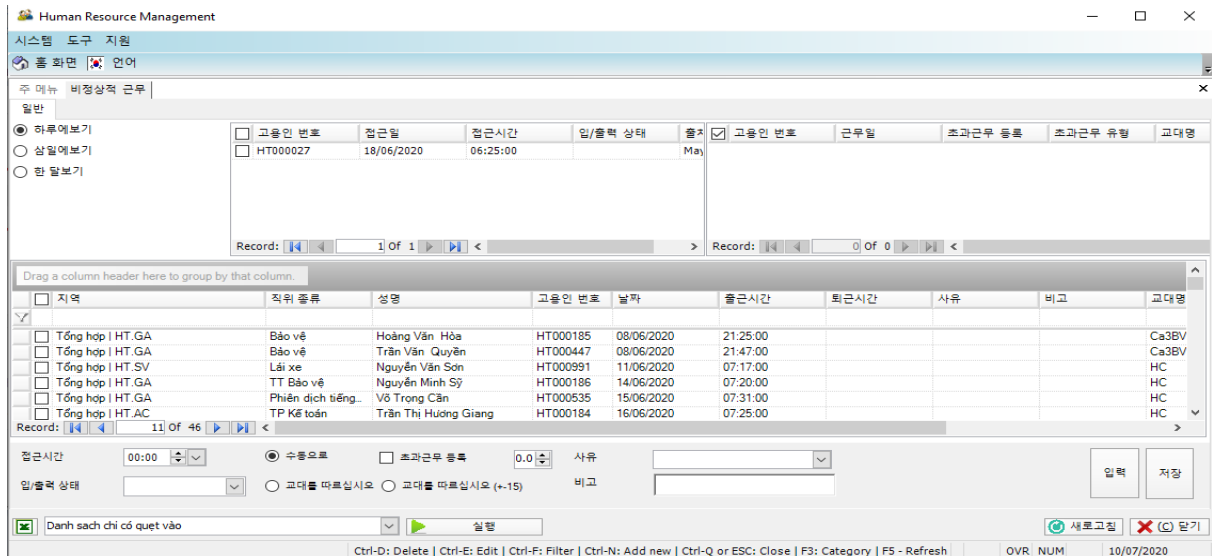 Human Resource Management
시스템 도구 지원
홈 화면 언어
주 메뉴 비정상적 근무
일반
하루에보기
삼일에보기
한 달보기
고용인 번호 접근일 접근시간 입/출력 상태
HT000027 18/06/2020 06:25:00 May
Record: 1 Of 1
고용인 번호 근무일 초과근무 등록 초과근무 유형 교대명
Record: 0 Of 0
Drag a column header here to group by that column.
지역 직위 종류 성명 고용인 번호 날짜 출근시간 퇴근시간 사유 비고 교대명
Tổng hợp | HT.GA Bảo vệ Hoàng Văn Hòa HT000185 08/06/2020 21:25:00 Ca3BV
Tổng hợp | HT.GA Bảo vệ Trần Văn Quyền HT000447 08/06/2020 21:47:00 Ca3BV
Tổng hợp | HT.SV Lái xe Nguyễn Văn Sơn HT000991 11/06/2020 07:17:00 HC
Tổng hợp | HT.GA TT Bảo vệ Nguyễn Minh Sỹ HT000186 14/06/2020 07:20:00 HC
Tổng hợp | HT.GA Phiên dịch tiếng... Võ Trọng Cần HT000535 15/06/2020 07:31:00 HC
Tổng hợp | HT.AC TP Kế toán Trần Thị Hương Giang HT000184 16/06/2020 07:25:00 HC
Record: 11 Of 46
접근시간 00:00 수동으로 초과근무 등록 0.0 사유
입/출력 상태 교대를 따르십시오 교대를 따르십시오 (+-15) 비고
입력 저장
Danh sach chi có quẹt vào 실행 새로고침 (C) 닫기
Ctrl-D: Delete | Ctrl-E: Edit | Ctrl-F: Filter | Ctrl-N: Add new | Ctrl-Q or ESC: Close | F3: Category | F5 - Refresh OVR NUM 10/07/2020